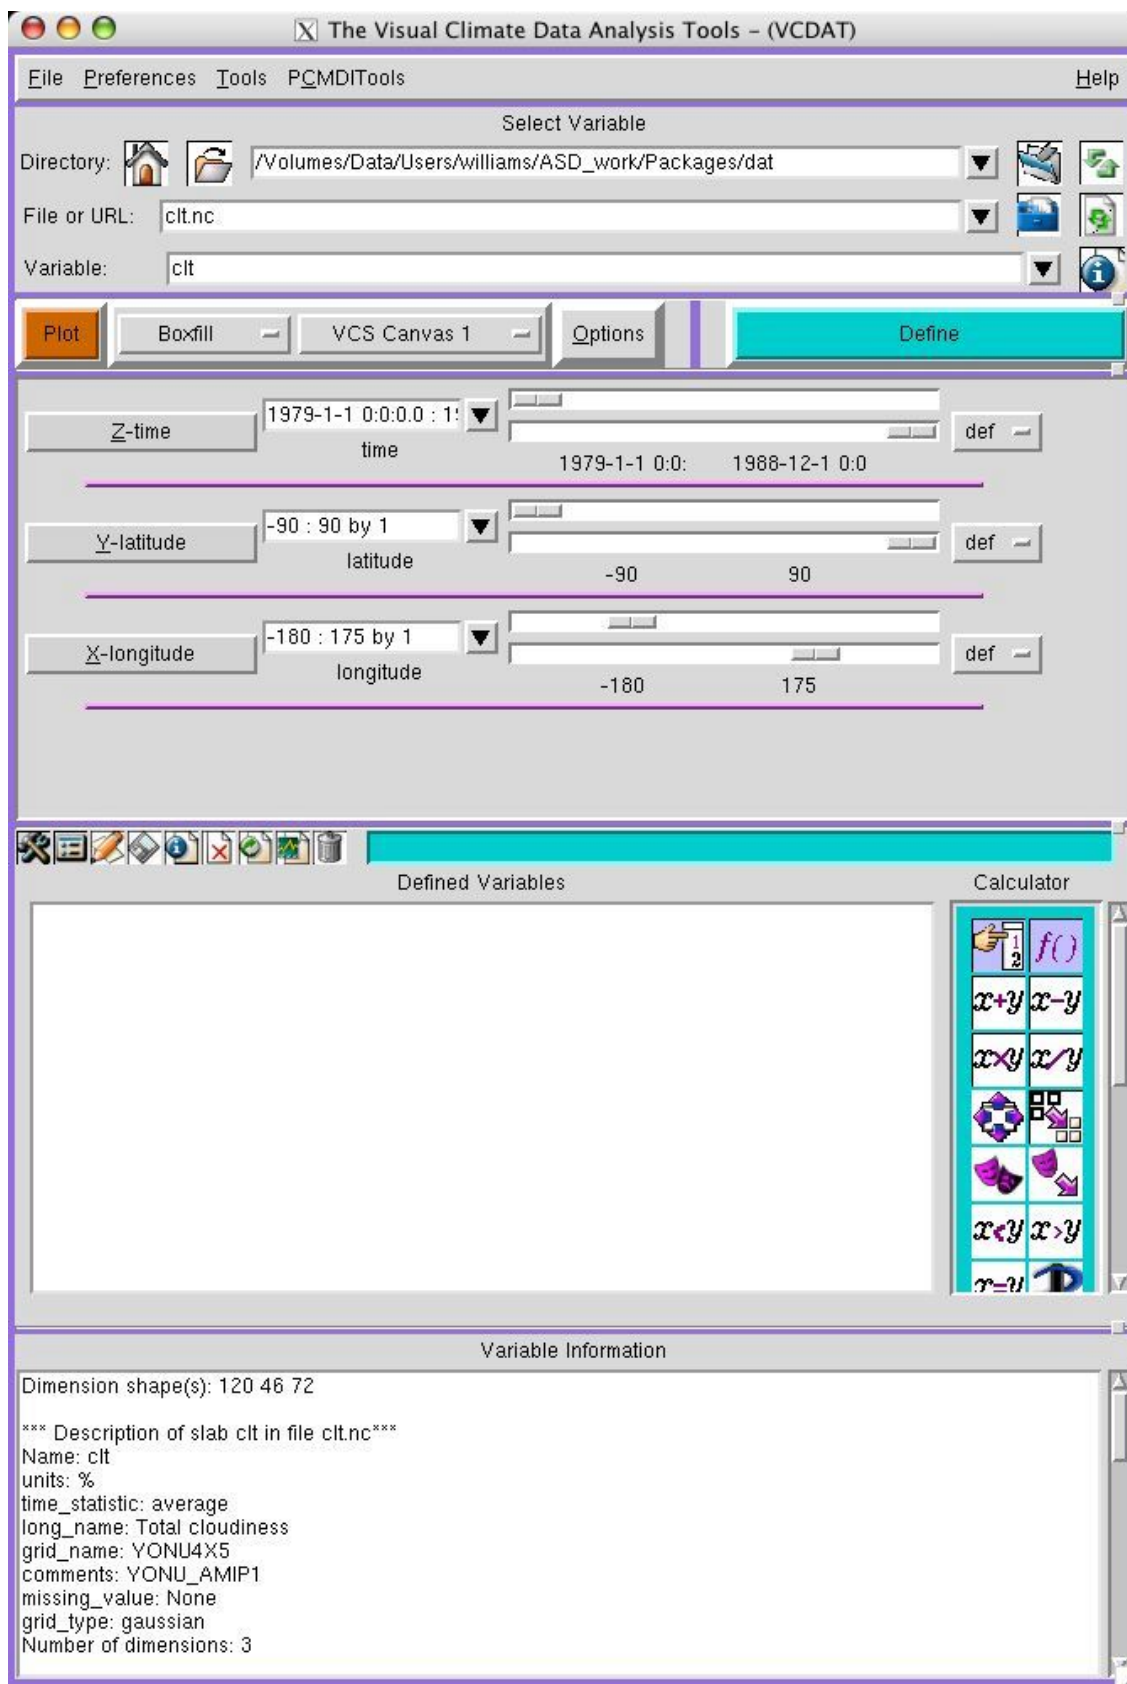 The Visual Climate Data Analysis Tools – (VCDAT)
File Preferences Tools PCMDITools Help
Select Variable
Directory: /Volumes/Data/Users/williams/ASD_work/Packages/dat
File or URL: clt.nc
Variable: clt
Plot Boxfill VCS Canvas 1 Options Define
Z-time 1979-1-1 0:0:0.0 : 1 def
time
1979-1-1 0:0: 1988-12-1 0:0
Y-latitude -90 : 90 by 1 def
latitude
-90 90
X-longitude -180 : 175 by 1 def
longitude
-180 175
Defined Variables Calculator
1
2 f()
x+y x-y
x×y x/y
x<y x>y
x=y
Variable Information
Dimension shape(s): 120 46 72
*** Description of slab clt in file clt.nc***
Name: clt
units: %
time_statistic: average
long_name: Total cloudiness
grid_name: YONU4X5
comments: YONU_AMIP1
missing_value: None
grid_type: gaussian
Number of dimensions: 3